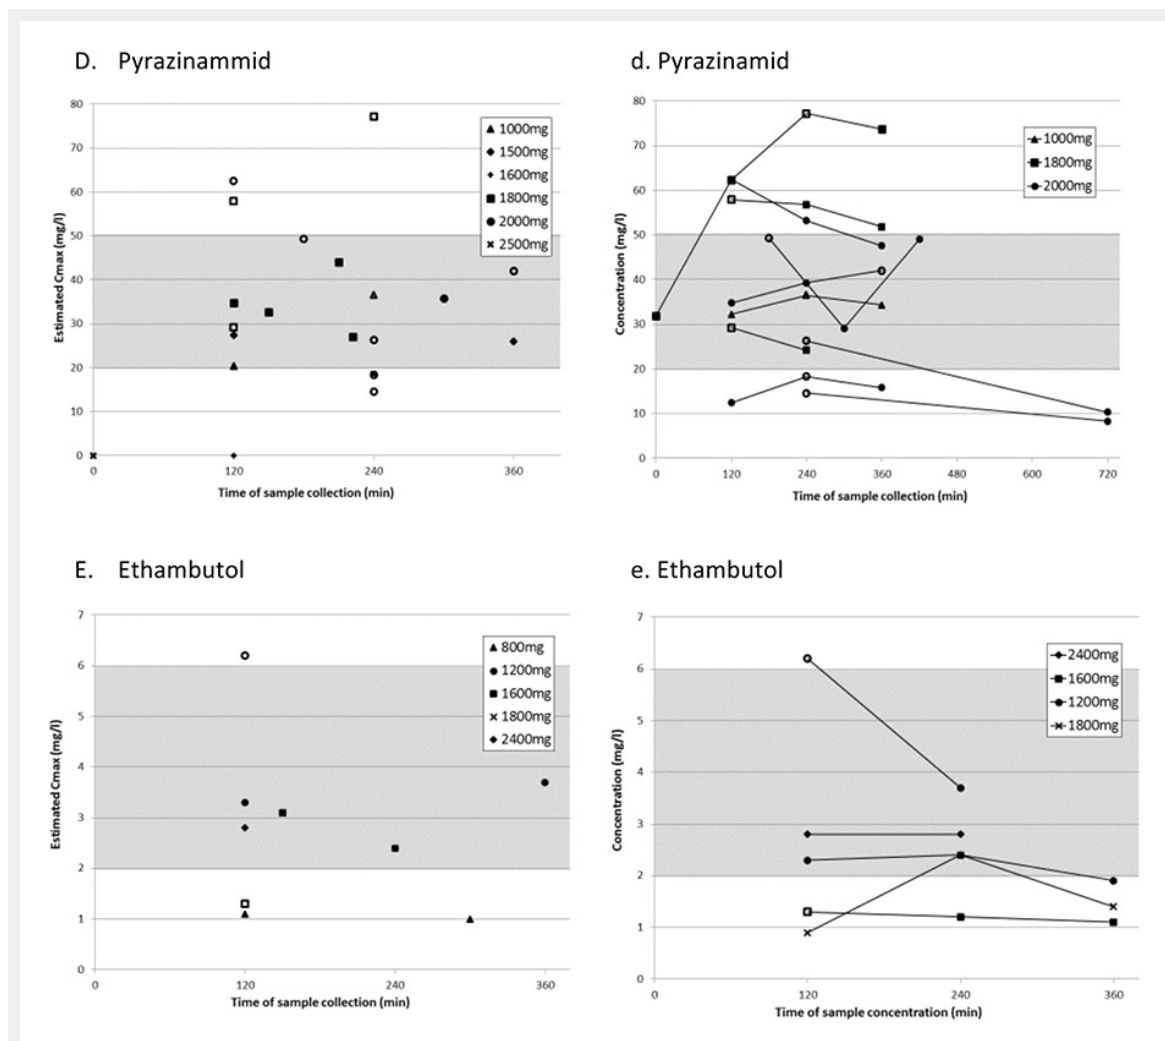 D. Pyrazinammid
80
70
60
50
40
30
20
10
0
Estimated Cmax (mg/l)
0 120 240 360
Time of sample collection (min)
1000mg
1500mg
1600mg
1800mg
2000mg
2500mg
d. Pyrazinamid
80
70
60
50
40
30
20
10
0
Concentration (mg/l)
0 120 240 360 480 600 720
Time of sample collection (min)
1000mg
1800mg
2000mg
E. Ethambutol
7
6
5
4
3
2
1
0
Estimated Cmax (mg/l)
0 120 240 360
Time of sample collection (min)
800mg
1200mg
1600mg
1800mg
2400mg
e. Ethambutol
7
6
5
4
3
2
1
0
Concentration (mg/l)
0 120 240 360
Time of sample concentration (min)
2400mg
1600mg
1200mg
1800mg